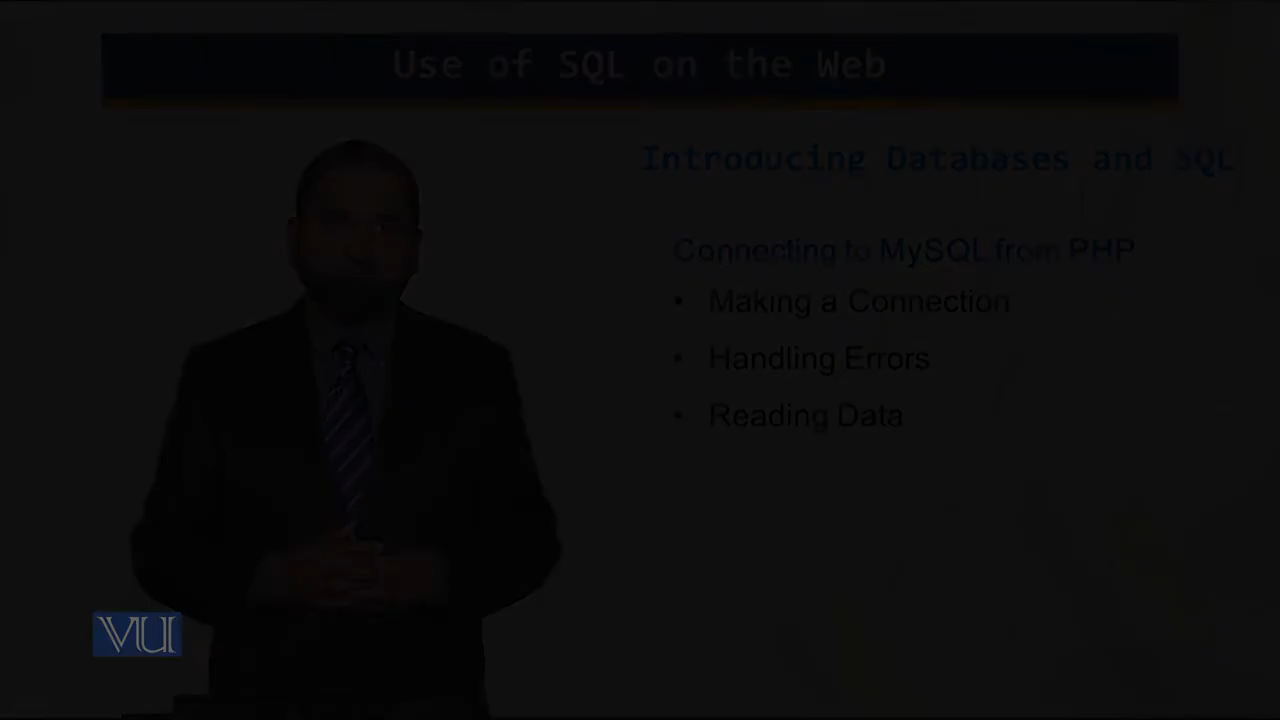 Use of SQL on the Web
Introducing Databases and SQL
Connecting to MySQL from PHP
• Making a Connection
• Handling Errors
• Reading Data
VU